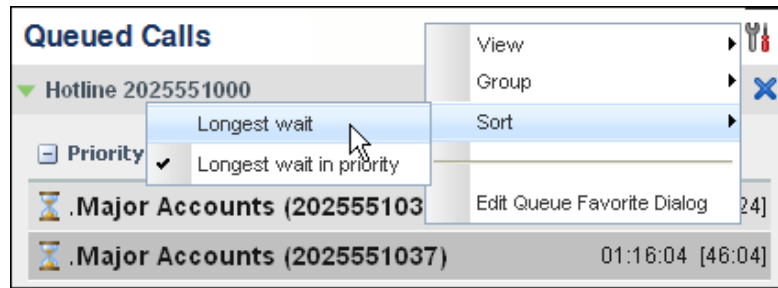 Queued Calls
View
Hotline 2025551000
Group
Longest wait
Sort
Priority
Longest wait in priority
.Major Accounts (202555103
Edit Queue Favorite Dialog
24]
.Major Accounts (2025551037) 01:16:04 [46:04]